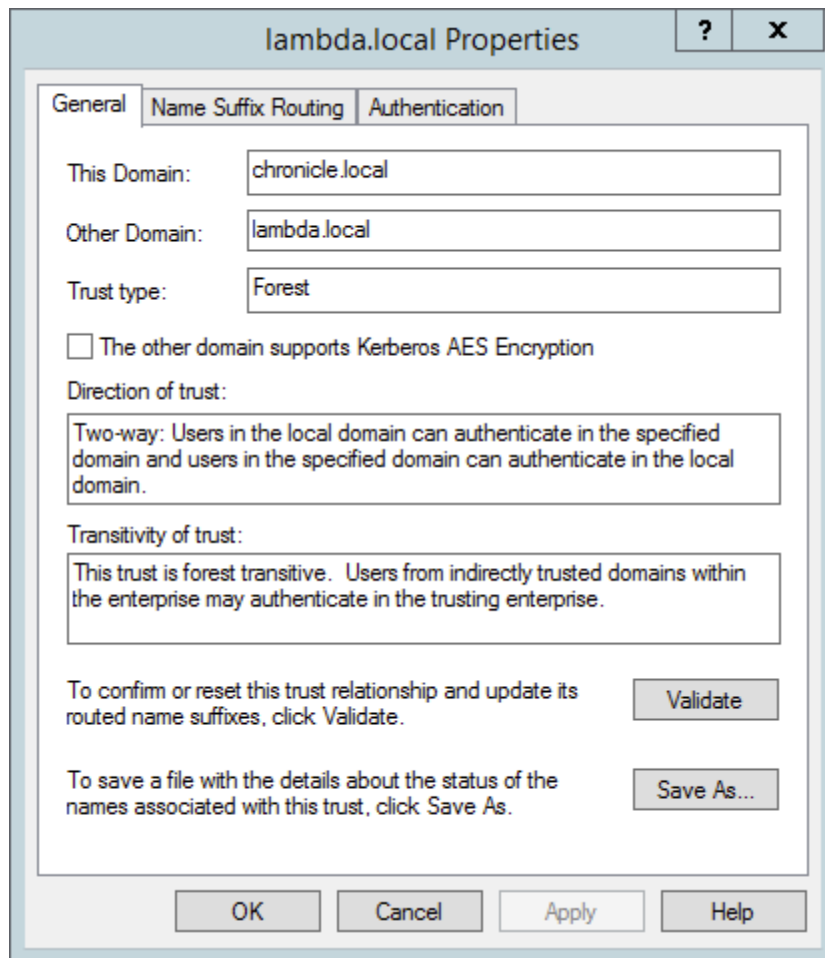 lambda.local Properties
?
x
General
Name Suffix Routing
Authentication
This Domain:
chronicle.local
Other Domain:
lambda.local
Trust type:
Forest
The other domain supports Kerberos AES Encryption
Direction of trust:
Two-way: Users in the local domain can authenticate in the specified
domain and users in the specified domain can authenticate in the local
domain.
Transitivity of trust:
This trust is forest transitive.  Users from indirectly trusted domains within
the enterprise may authenticate in the trusting enterprise.
To confirm or reset this trust relationship and update its
routed name suffixes, click Validate.
Validate
To save a file with the details about the status of the
names associated with this trust, click Save As.
Save As...
OK
Cancel
Apply
Help